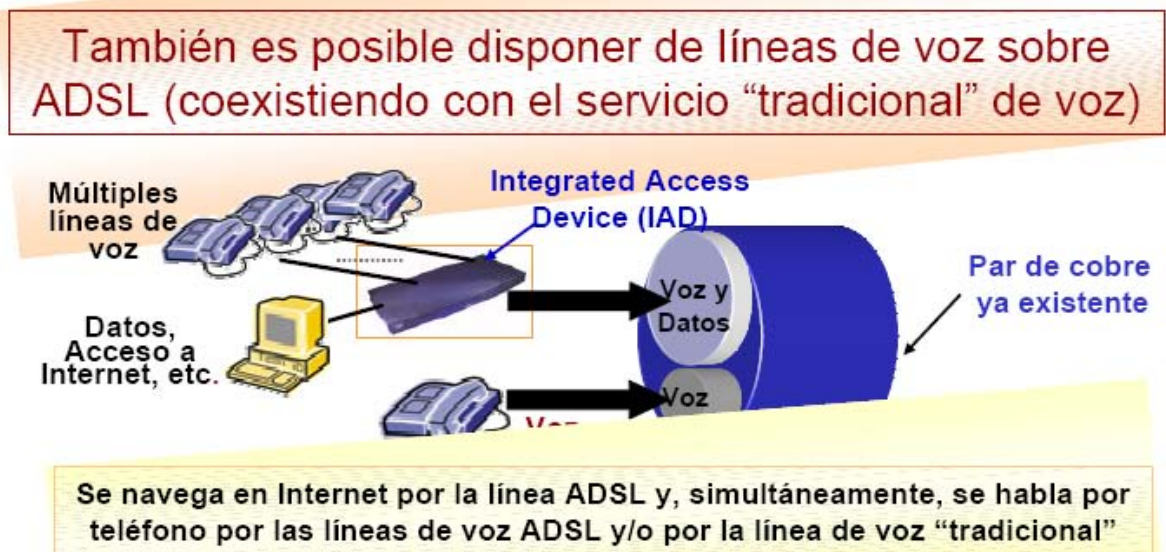 También es posible disponer de líneas de voz sobre
ADSL (coexistiendo con el servicio “tradicional” de voz)
Múltiples
líneas de
voz
Integrated Access
Device (IAD)
Voz y
Datos
Par de cobre
ya existente
Datos,
Acceso a
Internet, etc.
Voz
Se navega en Internet por la línea ADSL y, simultáneamente, se habla por
teléfono por las líneas de voz ADSL y/o por la línea de voz “tradicional”